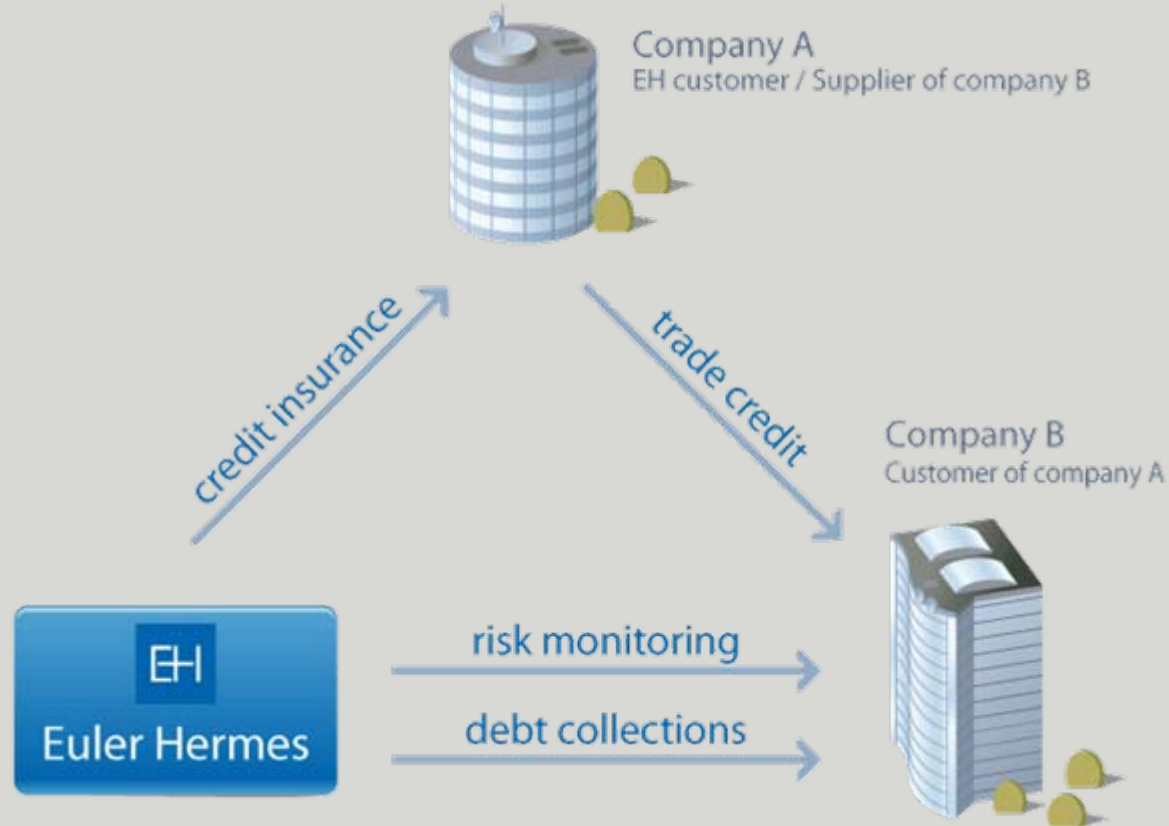 Company A
EH customer / Supplier of company B
credit insurance
trade credit
Company B
Customer of company A
EH
Euler Hermes
risk monitoring
debt collections